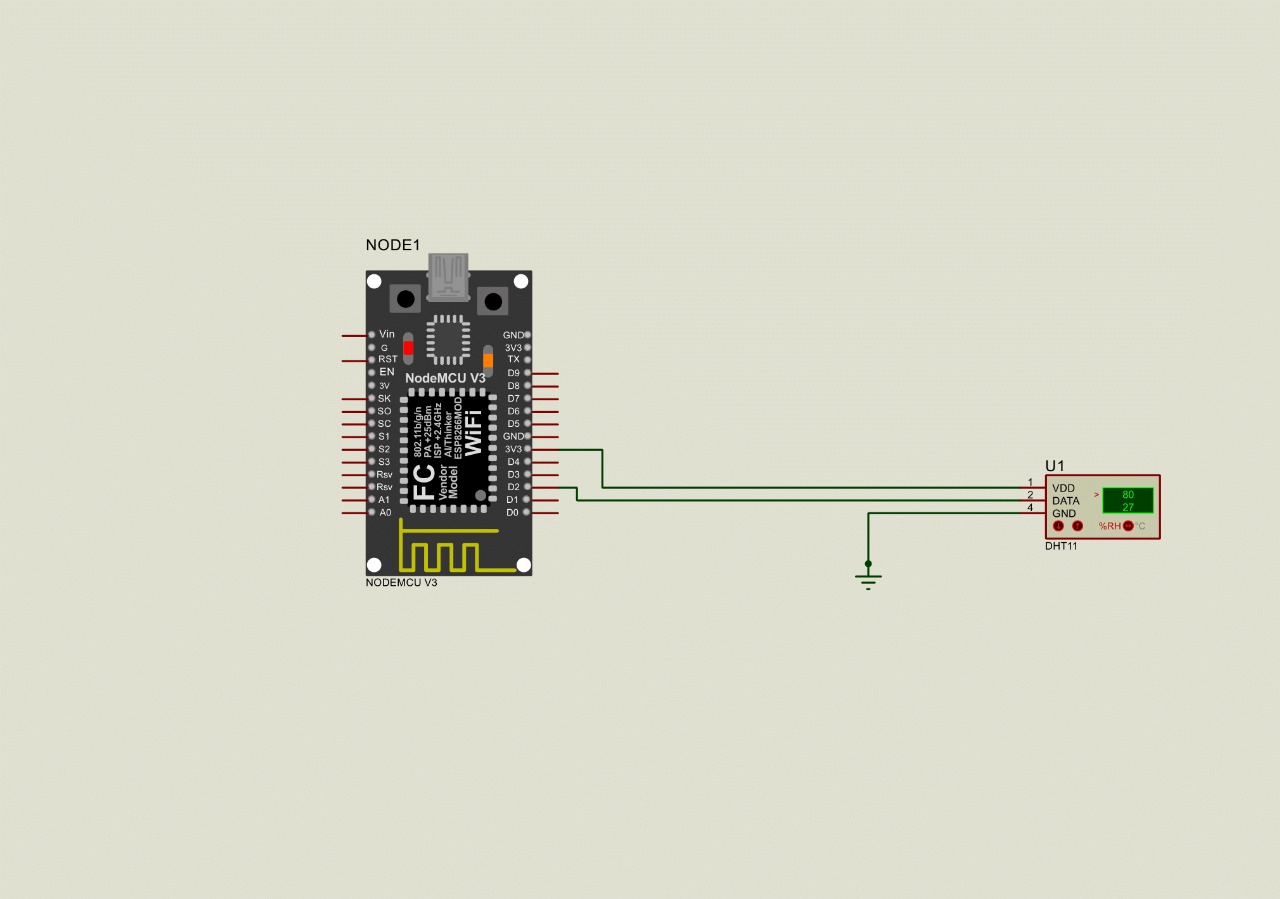 NODE1
Vin
G
RST
EN
3V
SK
SO
SC
S1
S2
S3
Rsv
Rsv
A1
A0
GND
3V3
TX
D9
D8
D7
D6
D5
GND
3V3
D4
D3
D2
D1
D0
NodeMCU V3
802.11b/g/n
PA +25dBm
ISP +2.4GHz
AI/Thinker
ESP8266MOD
WiFi
FC
Vendor
Model
NODEMCU V3
U1
1
2
4
VDD
DATA
GND
>
80
27
%RH
°C
DHT11